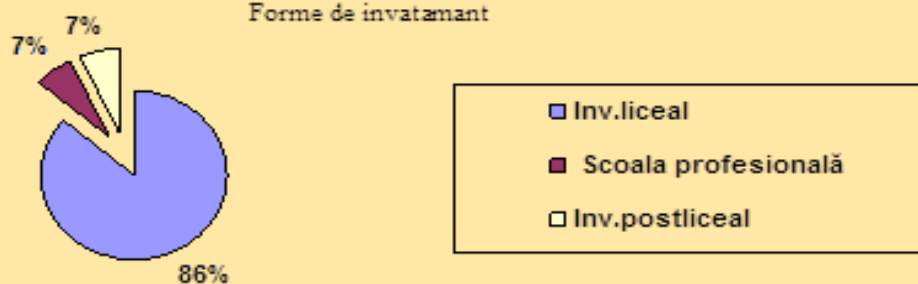 Forme de invatamant
7%
7%
86%
Inv.liceal
Scoala profesională
Inv.postliceal